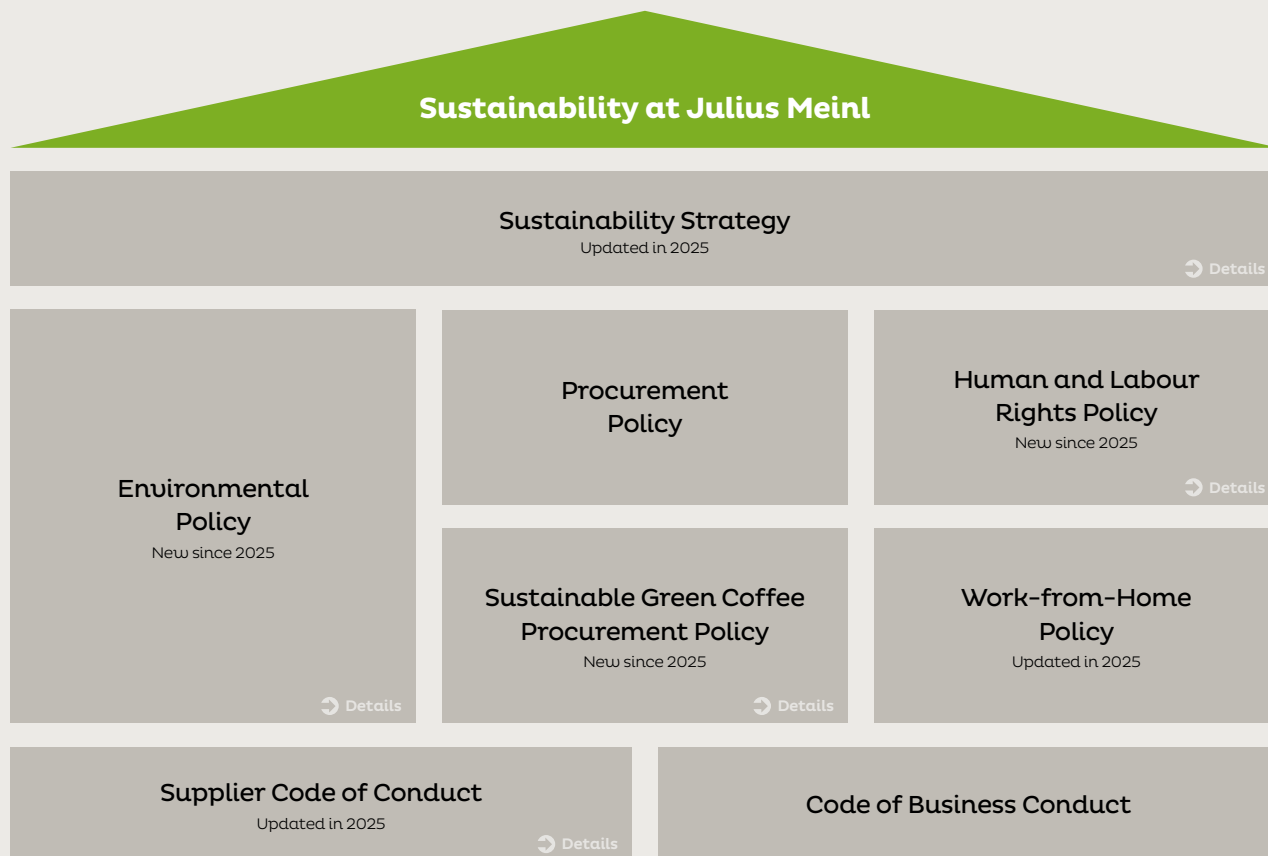 Sustainability at Julius Meinl
Sustainability Strategy
Updated in 2025
Details
Environmental
Policy
New since 2025
Details
Procurement
Policy
Human and Labour
Rights Policy
New since 2025
Details
Sustainable Green Coffee
Procurement Policy
New since 2025
Details
Work-from-Home
Policy
Updated in 2025
Supplier Code of Conduct
Updated in 2025
Details
Code of Business Conduct